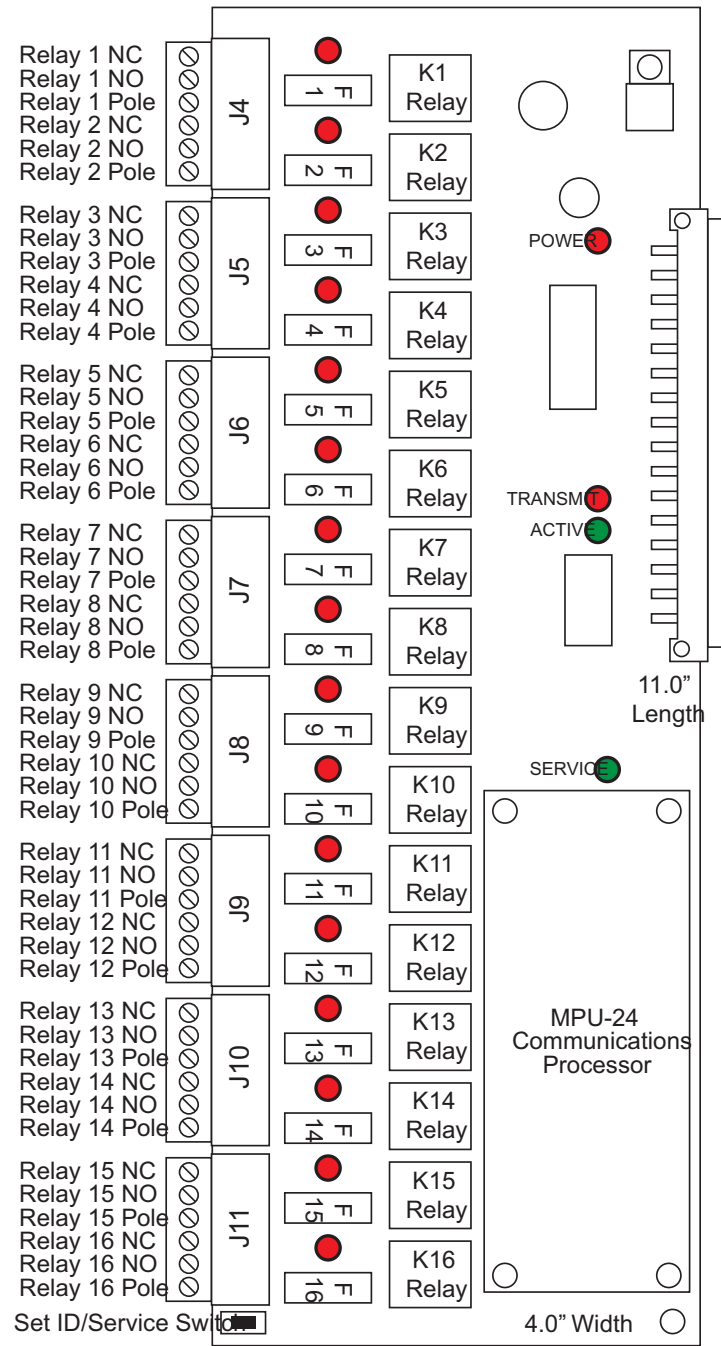 Relay 1 NC
Relay 1 NO
Relay 1 Pole
Relay 2 NC
Relay 2 NO
Relay 2 Pole
J4
1 F
2 F
K1
Relay
K2
Relay
Relay 3 NC
Relay 3 NO
Relay 3 Pole
Relay 4 NC
Relay 4 NO
Relay 4 Pole
J5
3 F
4 F
K3
Relay
K4
Relay
POWER
Relay 5 NC
Relay 5 NO
Relay 5 Pole
Relay 6 NC
Relay 6 NO
Relay 6 Pole
J6
5 F
6 F
K5
Relay
K6
Relay
TRANSMIT
ACTIVE
Relay 7 NC
Relay 7 NO
Relay 7 Pole
Relay 8 NC
Relay 8 NO
Relay 8 Pole
J7
7 F
8 F
K7
Relay
K8
Relay
11.0”
Length
Relay 9 NC
Relay 9 NO
Relay 9 Pole
Relay 10 NC
Relay 10 NO
Relay 10 Pole
J8
9 F
10 F
K9
Relay
K10
Relay
SERVICE
Relay 11 NC
Relay 11 NO
Relay 11 Pole
Relay 12 NC
Relay 12 NO
Relay 12 Pole
J9
11 F
12 F
K11
Relay
K12
Relay
Relay 13 NC
Relay 13 NO
Relay 13 Pole
Relay 14 NC
Relay 14 NO
Relay 14 Pole
J10
13 F
14 F
K13
Relay
K14
Relay
MPU-24
Communications
Processor
Relay 15 NC
Relay 15 NO
Relay 15 Pole
Relay 16 NC
Relay 16 NO
Relay 16 Pole
J11
15 F
16 F
K15
Relay
K16
Relay
Set ID/Service Switch
4.0” Width